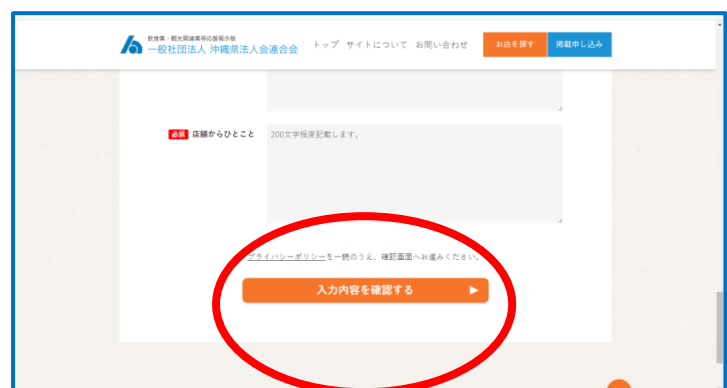 飲食業・観光関連業等応援掲示板
一般社団法人 沖縄県法人会連合会
トップ サイトについて お問い合わせ
お店を探す
掲載申し込み
必須 店舗からひとこと
200文字程度記載します。
プライバシーポリシーを一読のうえ、確認画面へお進みください。
入力内容を確認する